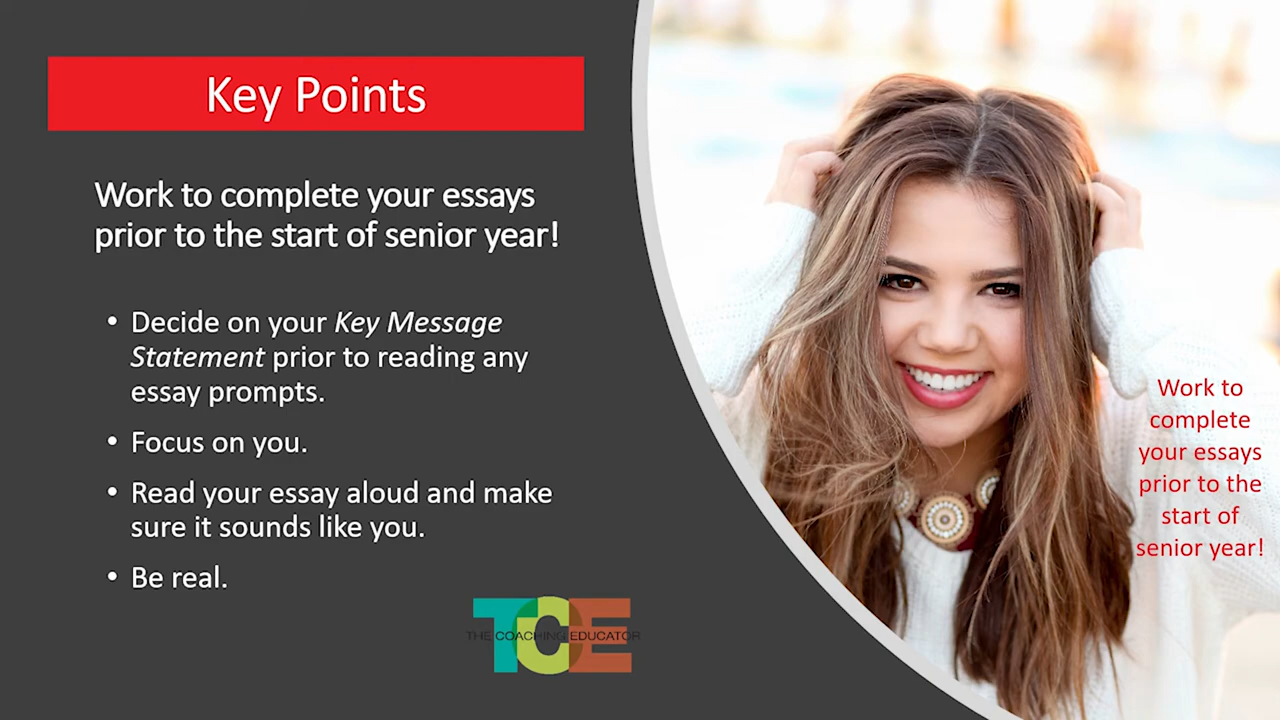 Key Points
Work to complete your essays
prior to the start of senior year!
• Decide on your Key Message
Statement prior to reading any
essay prompts.
• Focus on you.
• Read your essay aloud and make
sure it sounds like you.
• Be real.
TCE
THE COACHING EDUCATOR
Work to
complete
your essays
prior to the
start of
senior year!